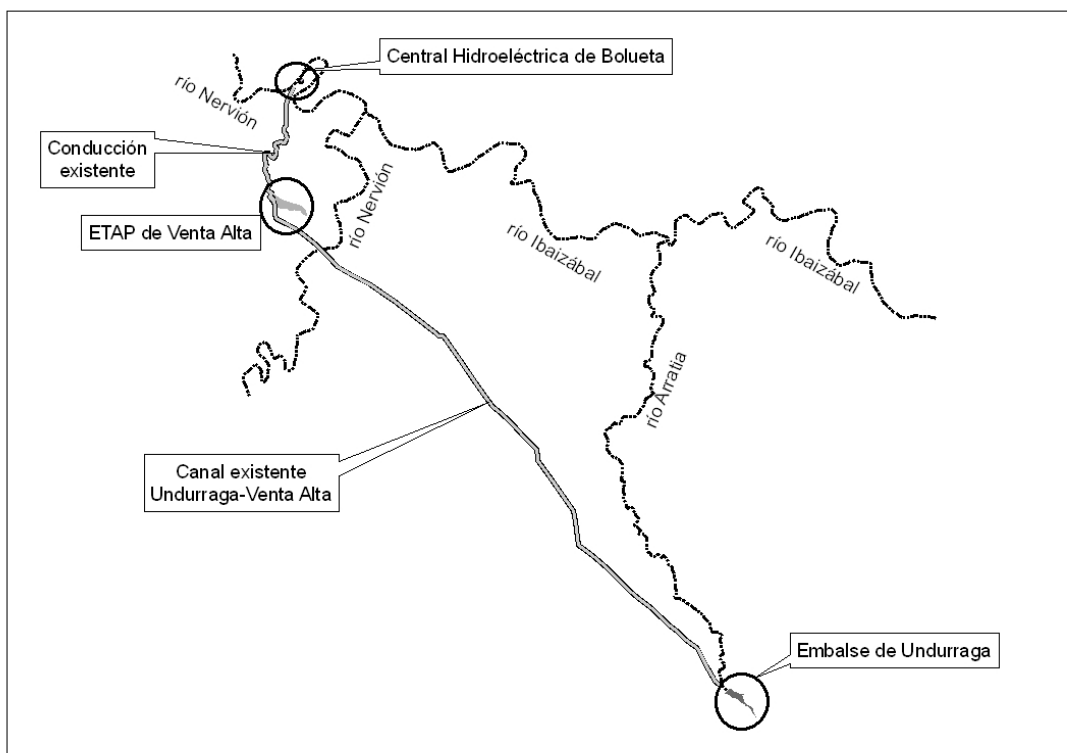 Central Hidroeléctrica de Bolueta
río Nervión
Conducción
existente
río Nervión
ETAP de Venta Alta
río Ibaizábal
río Ibaizábal
río Arratia
Canal existente
Undurraga-Venta Alta
Embalse de Undurraga